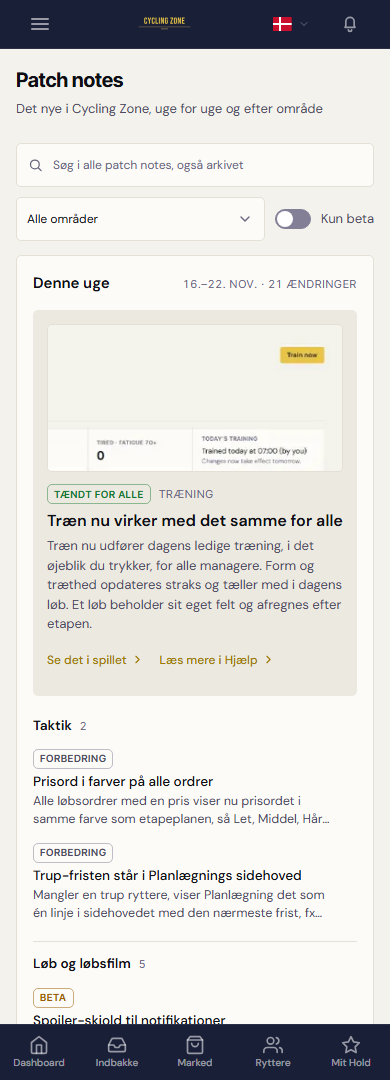 CYCLING ZONE
Patch notes
Det nye i Cycling Zone, uge for uge og efter område
Søg i alle patch notes, også arkivet
Alle områder
Kun beta
Denne uge
16.–22. NOV. · 21 ÆNDRINGER
Train now
TIRED · FATIGUE 70+
0
TODAY'S TRAINING
Trained today at 07:00 (by you)
Changes now take effect tomorrow.
TÆNDT FOR ALLE TRÆNING
Træn nu virker med det samme for alle
Træn nu udfører dagens ledige træning, i det
øjeblik du trykker, for alle managere. Form og
træthed opdateres straks og tæller med i dagens
løb. Et løb beholder sit eget felt og afregnes efter
etapen.
Se det i spillet
Læs mere i Hjælp
Taktik 2
FORBEDRING
Prisord i farver på alle ordrer
Alle løbsordrer med en pris viser nu prisordet i
samme farve som etapeplanen, så Let, Middel, Hår...
FORBEDRING
Trup-fristen står i Planlægnings sidehoved
Mangler en trup ryttere, viser Planlægning det som
én linje i sidehovedet med den nærmeste frist, fx...
Løb og løbsfilm 5
BETA
Spoiler-skjold til notifikationer
Dashboard
Indbakke
Marked
Ryttere
Mit Hold